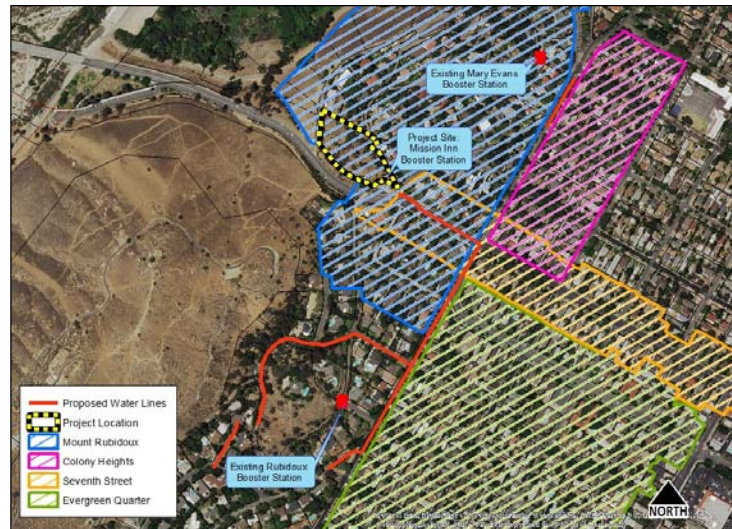 Existing Mary Evans
Booster Station
Project Site:
Mission Inn
Booster Station
Proposed Water Lines
Project Location
Mount Rubidoux
Colony Heights
Seventh Street
Evergreen Quarter
Existing Rubidoux
Booster Station
NORTH